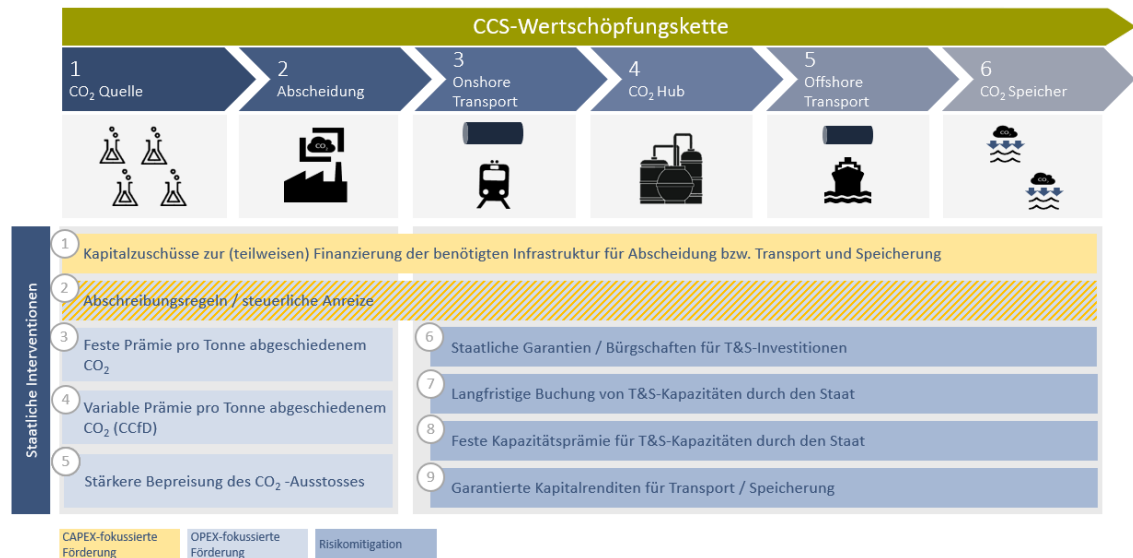 CCS-Wertschöpfungskette
1
CO₂ Quelle
2
Abscheidung
3
Onshore
Transport
4
CO₂ Hub
5
Offshore
Transport
6
CO₂ Speicher
CO₂
CO₂
CO₂
Staatliche Interventionen
1
Kapitalzuschüsse zur (teilweisen) Finanzierung der benötigten Infrastruktur für Abscheidung bzw. Transport und Speicherung
2
Abschreibungsregeln / steuerliche Anreize
3
Feste Prämie pro Tonne abgeschiedenem
CO₂
4
Variable Prämie pro Tonne abgeschiedenem
CO₂ (CCfD)
5
Stärkere Bepreisung des CO₂ -Ausstosses
6
Staatliche Garantien / Bürgschaften für T&S-Investitionen
7
Langfristige Buchung von T&S-Kapazitäten durch den Staat
8
Feste Kapazitätsprämie für T&S-Kapazitäten durch den Staat
9
Garantierte Kapitalrenditen für Transport / Speicherung
CAPEX-fokussierte
Förderung
OPEX-fokussierte
Förderung
Risikomitigation